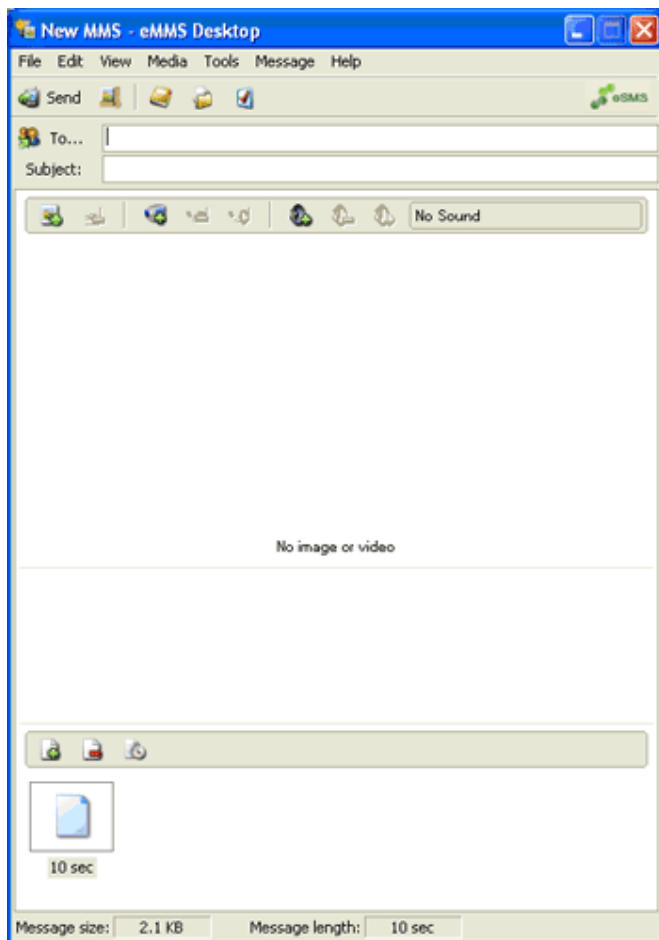 New MMS - eMMS Desktop
File Edit View Media Tools Message Help
Send eSMS
To...
Subject:
No Sound
No image or video
10 sec
Message size: 2.1 KB Message length: 10 sec